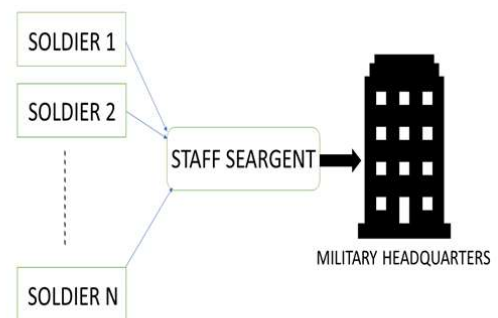 SOLDIER 1
SOLDIER 2
STAFF SEARGENT
MILITARY HEADQUARTERS
SOLDIER N